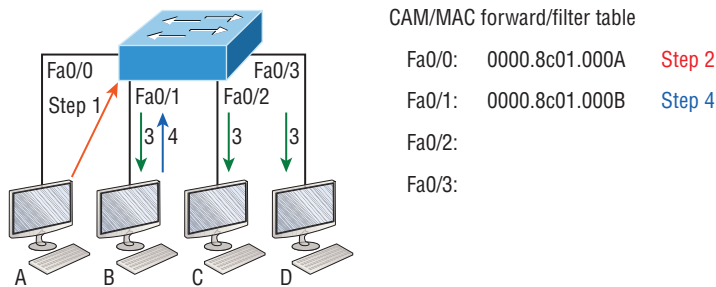 CAM/MAC forward/filter table
Fa0/0: 0000.8c01.000A Step 2
Fa0/1: 0000.8c01.000B Step 4
Fa0/2:
Fa0/3:
Fa0/0
Fa0/3
Step 1
Fa0/1
Fa0/2
3
4
3
3
A
B
C
D